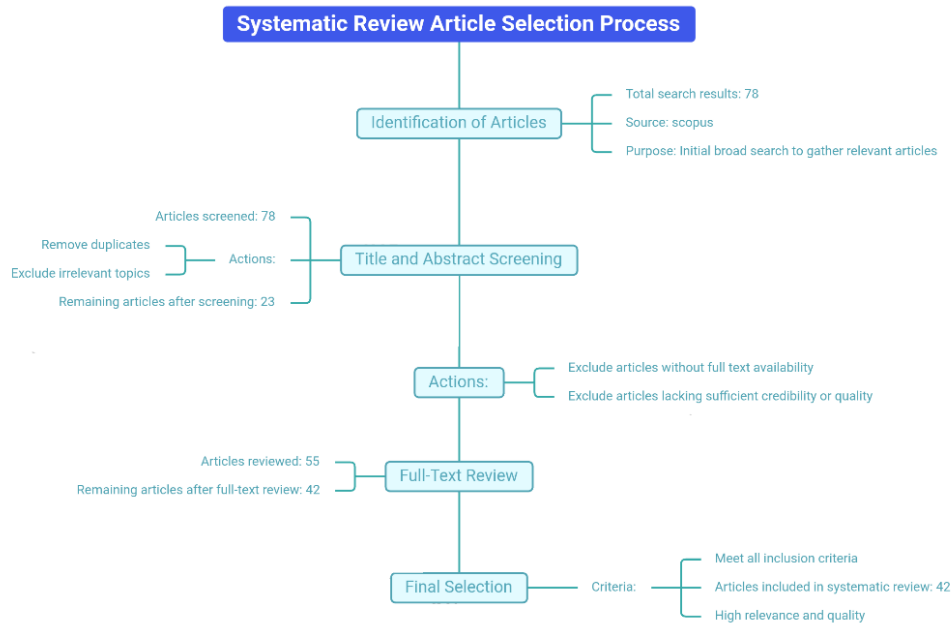 Systematic Review Article Selection Process
Identification of Articles
Total search results: 78
Source: scopus
Purpose: Initial broad search to gather relevant articles
Title and Abstract Screening
Articles screened: 78
Actions:
Remove duplicates
Exclude irrelevant topics
Remaining articles after screening: 23
Actions:
Exclude articles without full text availability
Exclude articles lacking sufficient credibility or quality
Full-Text Review
Articles reviewed: 55
Remaining articles after full-text review: 42
Final Selection
Criteria:
Meet all inclusion criteria
Articles included in systematic review: 42
High relevance and quality